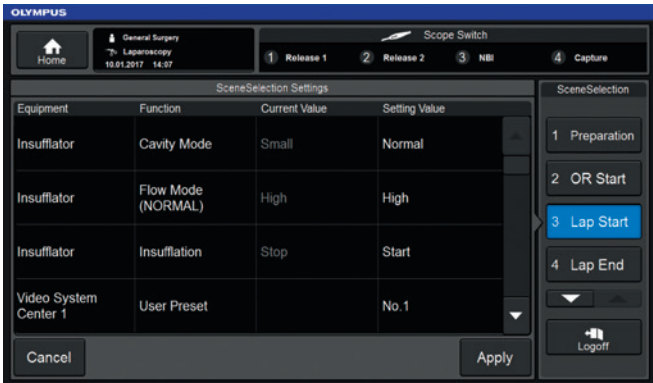 OLYMPUS
Home
General Surgery
Laparoscopy
10.01.2017 14:07
Scope Switch
1 Release 1 2 Release 2 3 NBI 4 Capture
SceneSelection Settings
Equipment Function Current Value Setting Value
Insufflator Cavity Mode Small Normal
Insufflator Flow Mode (NORMAL) High High
Insufflator Insufflation Stop Start
Video System Center 1 User Preset No.1
Cancel Apply
SceneSelection
1 Preparation
2 OR Start
3 Lap Start
4 Lap End
Logoff